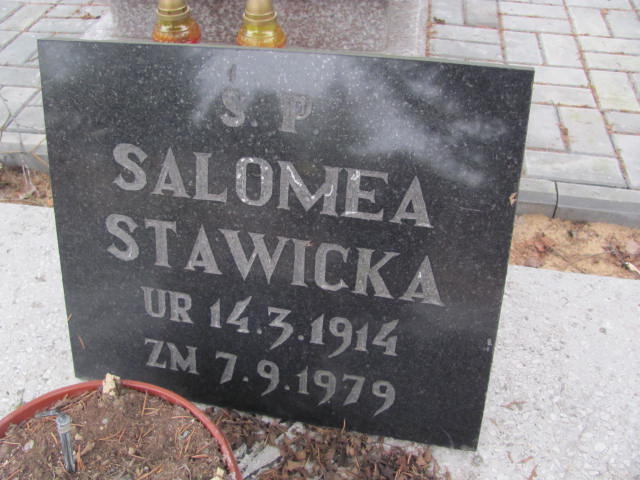 Ś. P.
SALOMEA
STAWICKA
UR 14.3.1914
ZM 7.9.1979